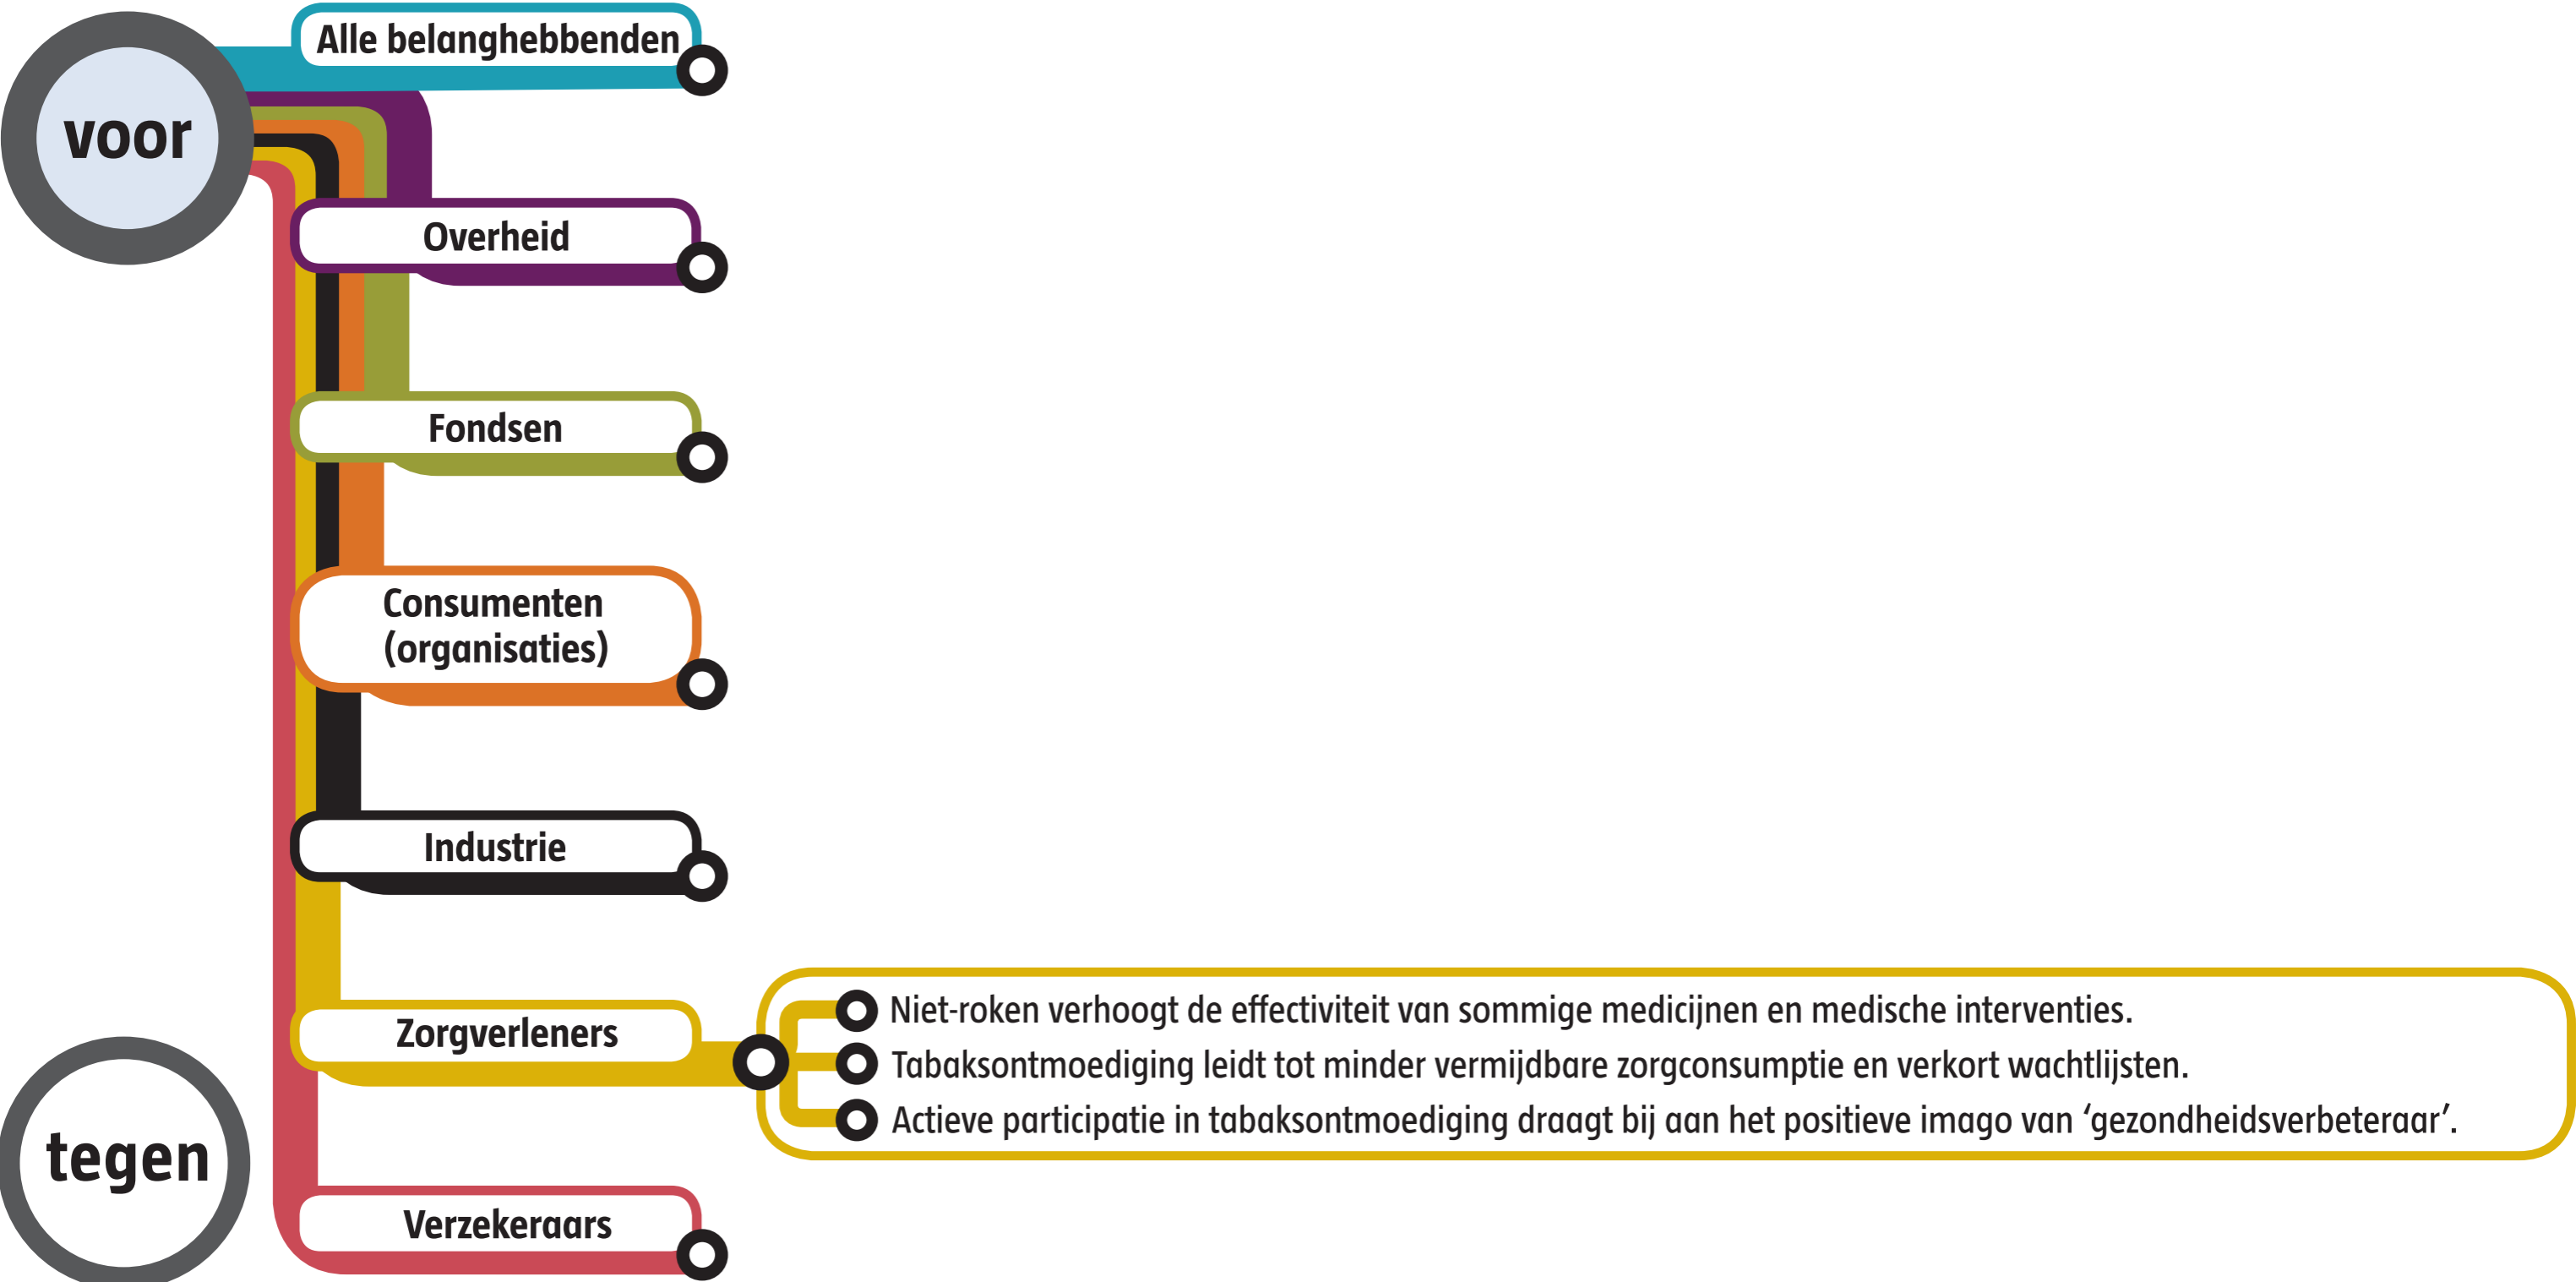 voor
Alle belanghebbenden
Overheid
Fondsen
Consumenten
(organisaties)
Industrie
Zorgverleners
Niet-roken verhoogt de effectiviteit van sommige medicijnen en medische interventies.
Tabaksontmoediging leidt tot minder vermijdbare zorgconsumptie en verkort wachtlijsten.
Actieve participatie in tabaksontmoediging draagt bij aan het positieve imago van ‘gezondheidsverbeteraar’.
tegen
Verzekeraars